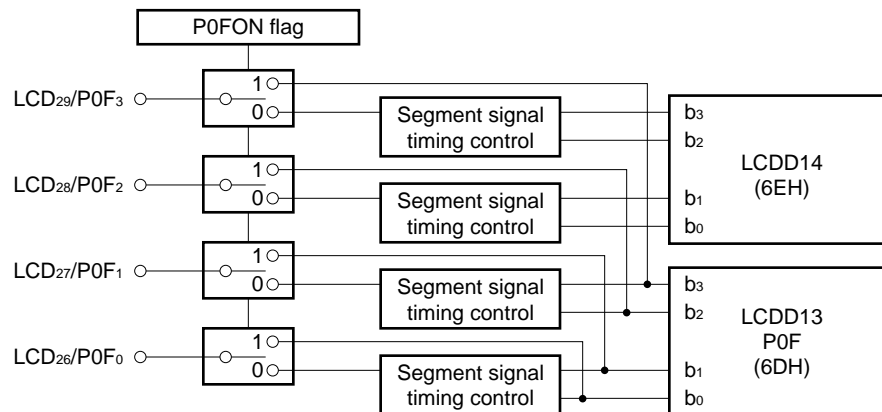 P0FON flag
LCD29/P0F3
1
0
Segment signal
timing control
b3
b2
LCDD14
(6EH)
LCD28/P0F2
1
0
Segment signal
timing control
b1
b0
LCD27/P0F1
1
0
Segment signal
timing control
b3
b2
LCDD13
P0F
(6DH)
LCD26/P0F0
1
0
Segment signal
timing control
b1
b0